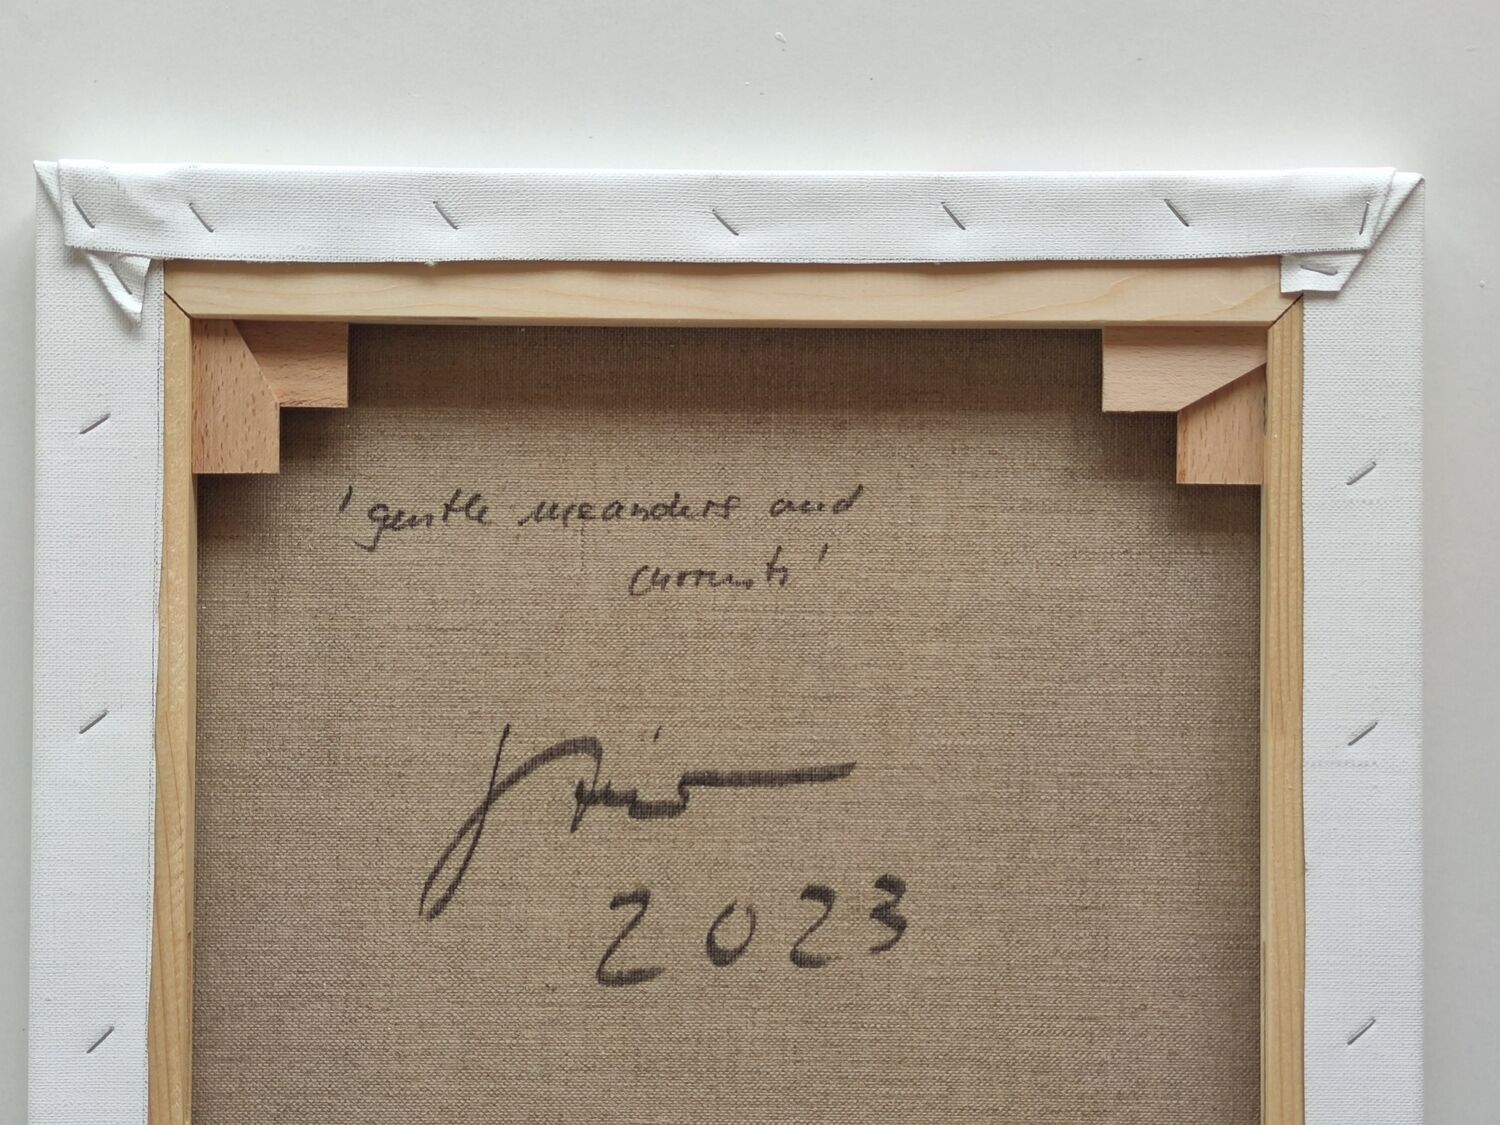 'gentle meanders and
currents'
2023